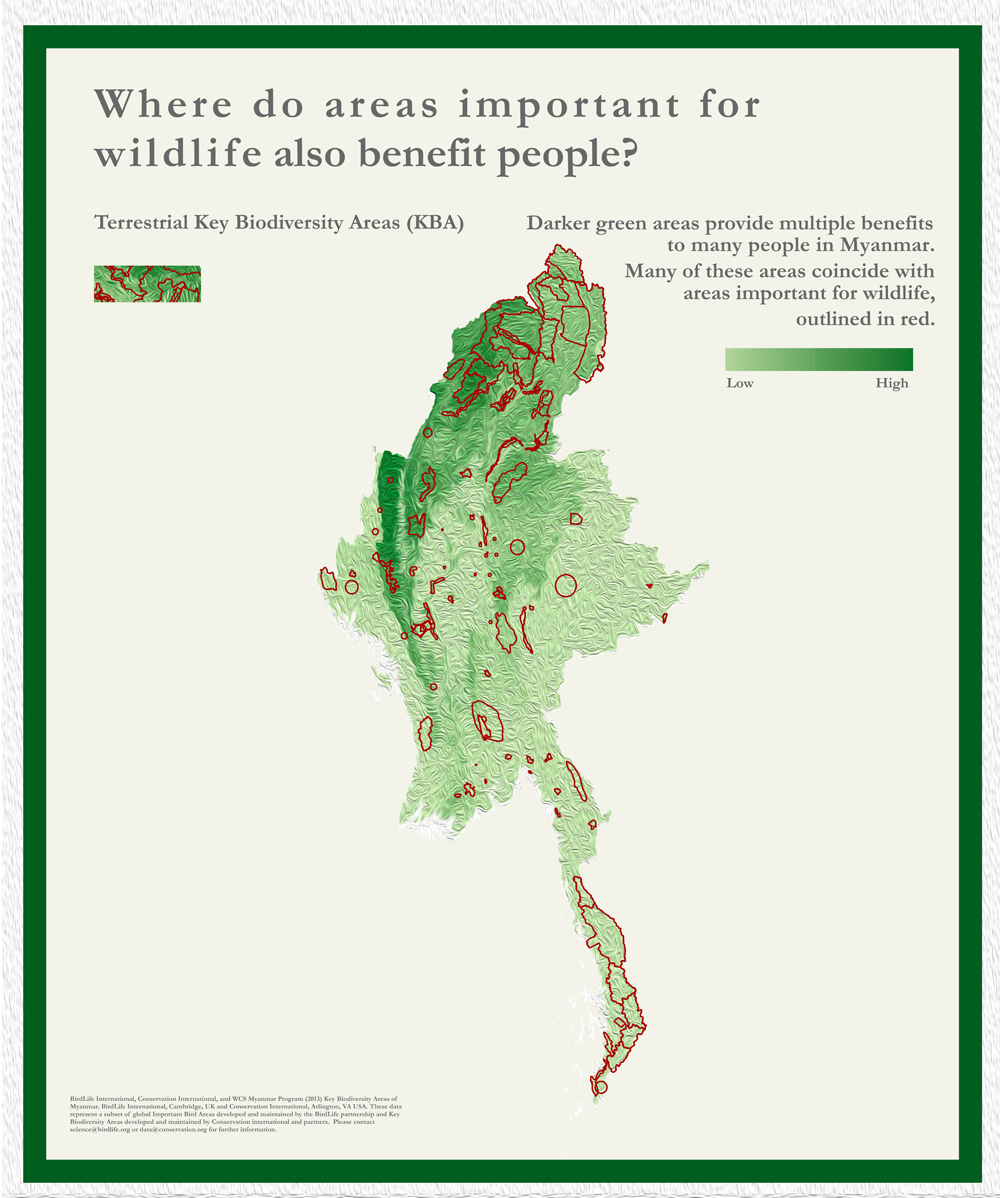 Where do areas important for
wildlife also benefit people?
Terrestrial Key Biodiversity Areas (KBA)
Darker green areas provide multiple benefits
to many people in Myanmar.
Many of these areas coincide with
areas important for wildlife,
outlined in red.
Low
High
BirdLife International, Conservation International, and WCS Myanmar Program (2013) Key Biodiversity Areas of
Myanmar. BirdLife International, Cambridge, UK and Conservation International, Arlington, VA USA. These data
represent a subset of global Important Bird Areas developed and maintained by the BirdLife partnership and Key
Biodiversity Areas developed and maintained by Conservation international and partners. Please contact
science@birdlife.org or data@conservation.org for further information.